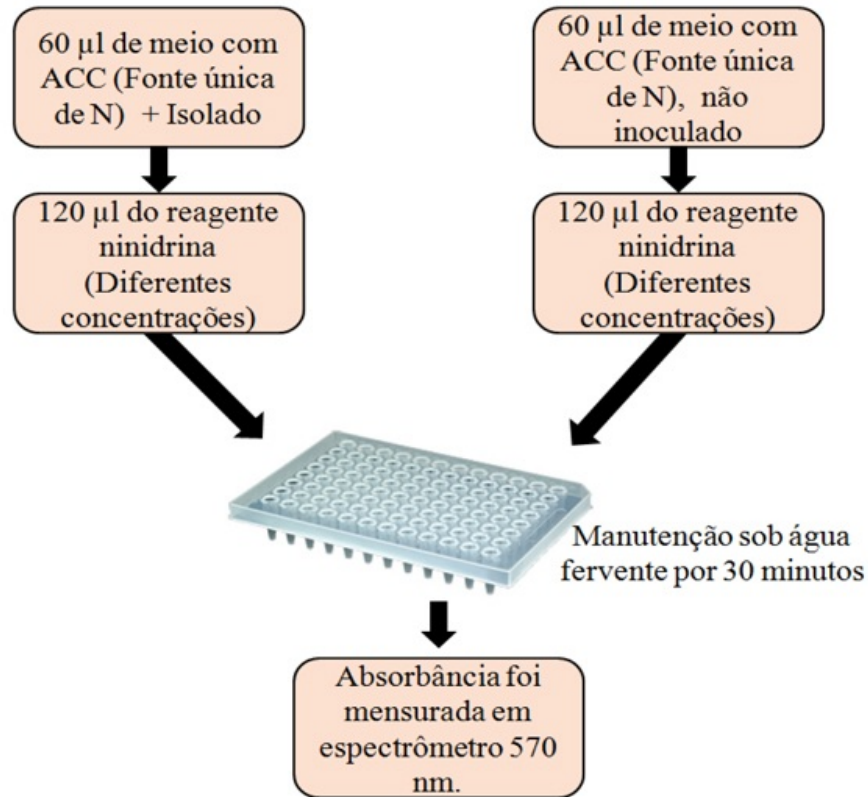 60 µl de meio com
ACC (Fonte única
de N)  + Isolado
60 µl de meio com
ACC (Fonte única
de N),  não
inoculado
120 µl do reagente
ninidrina
(Diferentes
concentrações)
120 µl do reagente
ninidrina
(Diferentes
concentrações)
Manutenção sob água
fervente por 30 minutos
Absorbância foi
mensurada em
espectrômetro 570
nm.